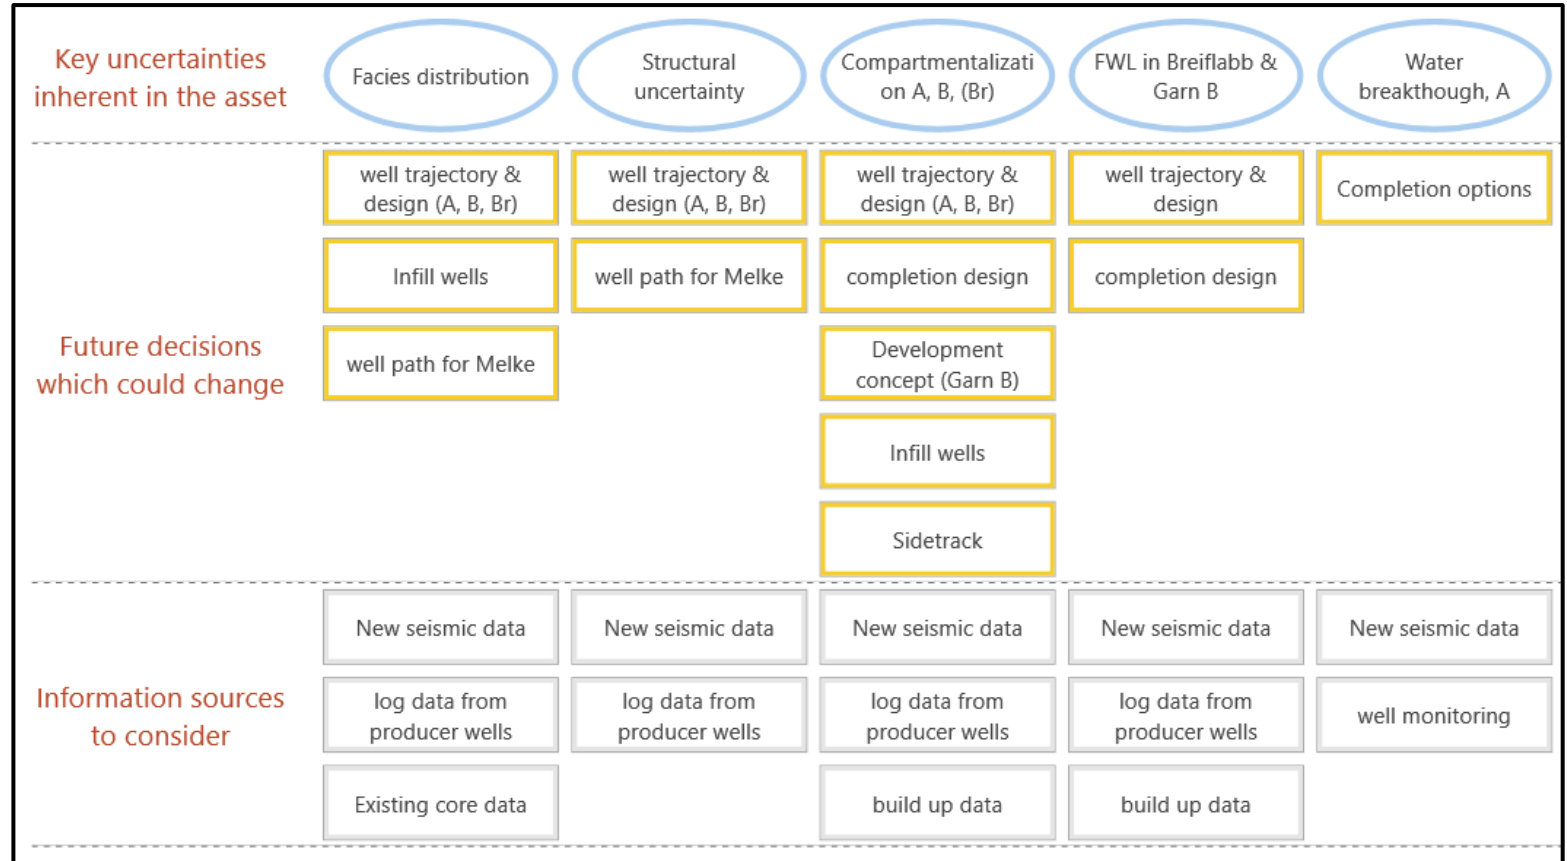 Key uncertainties
inherent in the asset
Facies distribution
Structural
uncertainty
Compartmentalizati
on A, B, (Br)
FWL in Breiflabb &
Garn B
Water
breakthough, A
Future decisions
which could change
well trajectory &
design (A, B, Br)
well trajectory &
design (A, B, Br)
well trajectory &
design (A, B, Br)
well trajectory &
design
Completion options
Infill wells
well path for Melke
completion design
completion design
well path for Melke
Development
concept (Garn B)
Infill wells
Sidetrack
Information sources
to consider
New seismic data
New seismic data
New seismic data
New seismic data
New seismic data
log data from
producer wells
log data from
producer wells
log data from
producer wells
log data from
producer wells
well monitoring
Existing core data
build up data
build up data